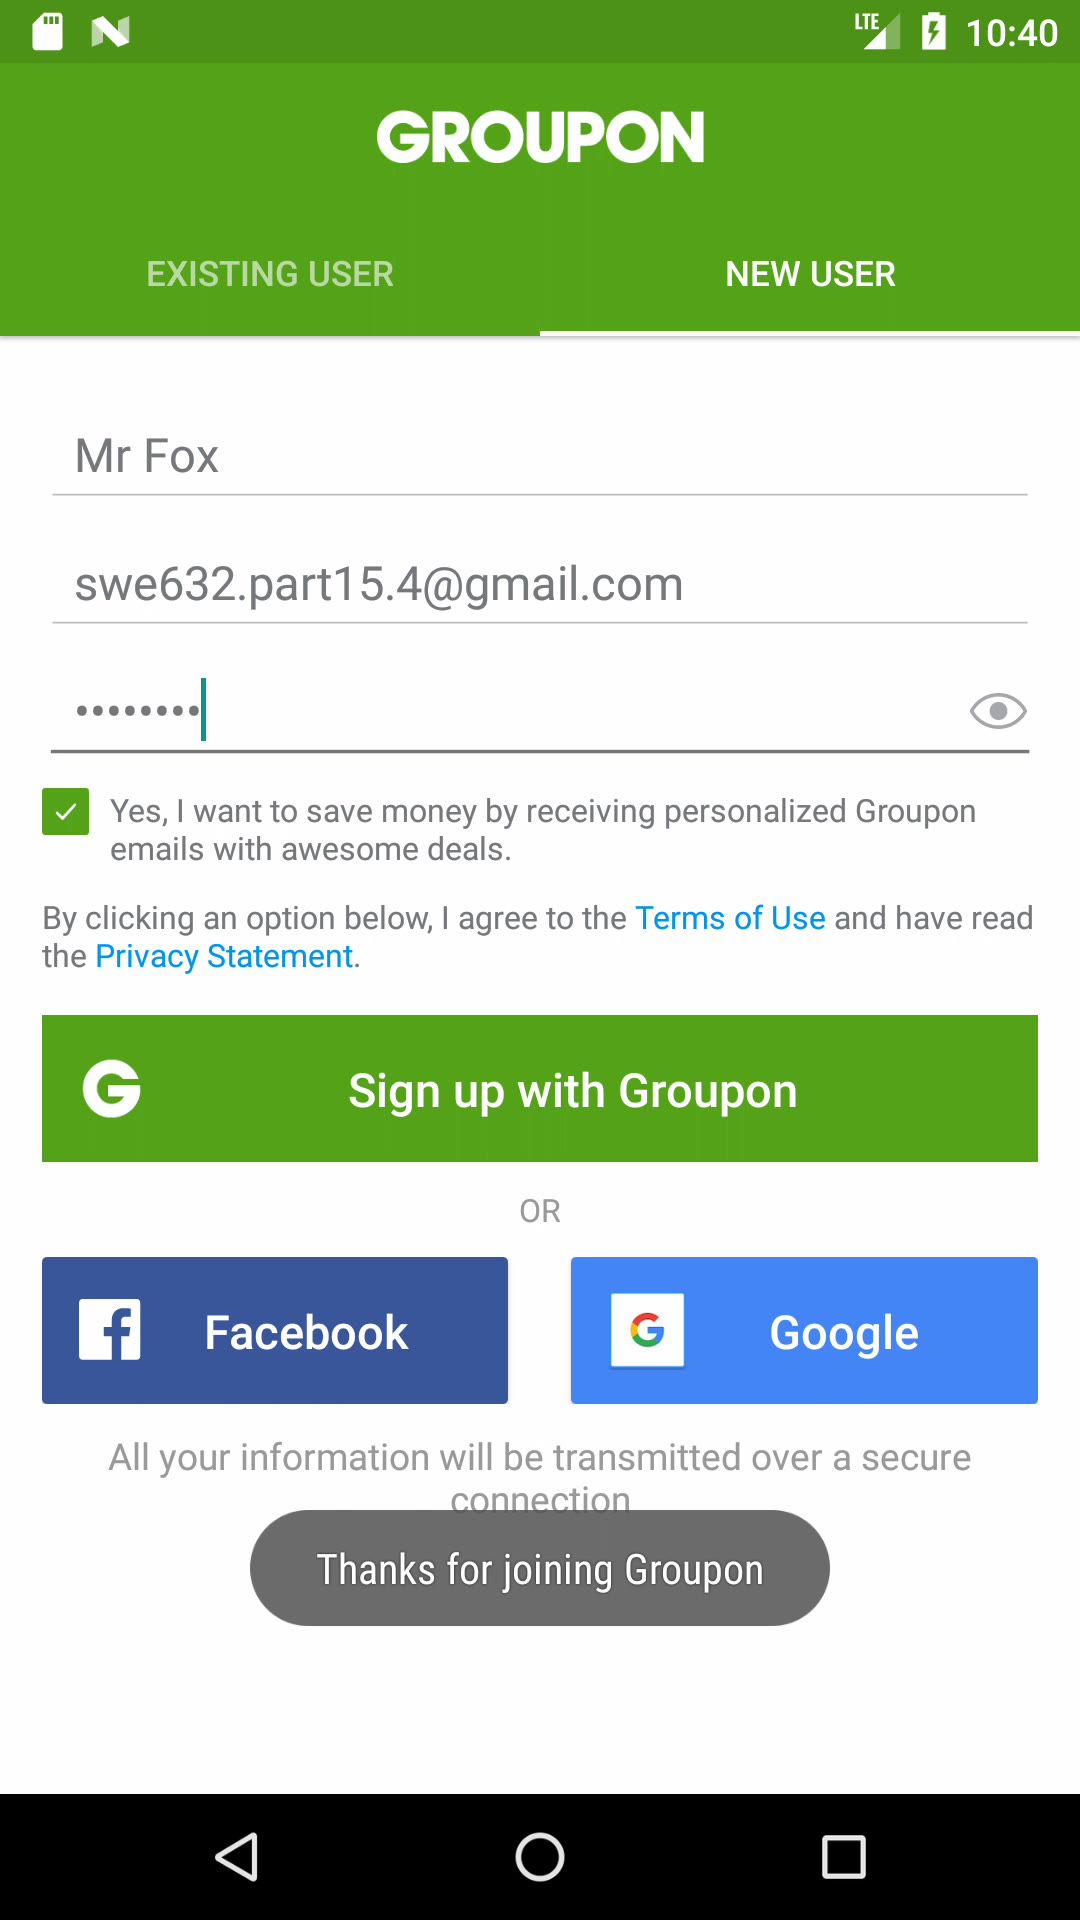 LTE 10:40
GROUPON
EXISTING USER NEW USER
Mr Fox
swe632.part15.4@gmail.com
••••••••
Yes, I want to save money by receiving personalized Groupon
emails with awesome deals.
By clicking an option below, I agree to the Terms of Use and have read
the Privacy Statement.
Sign up with Groupon
OR
Facebook Google
All your information will be transmitted over a secure
connection
Thanks for joining Groupon